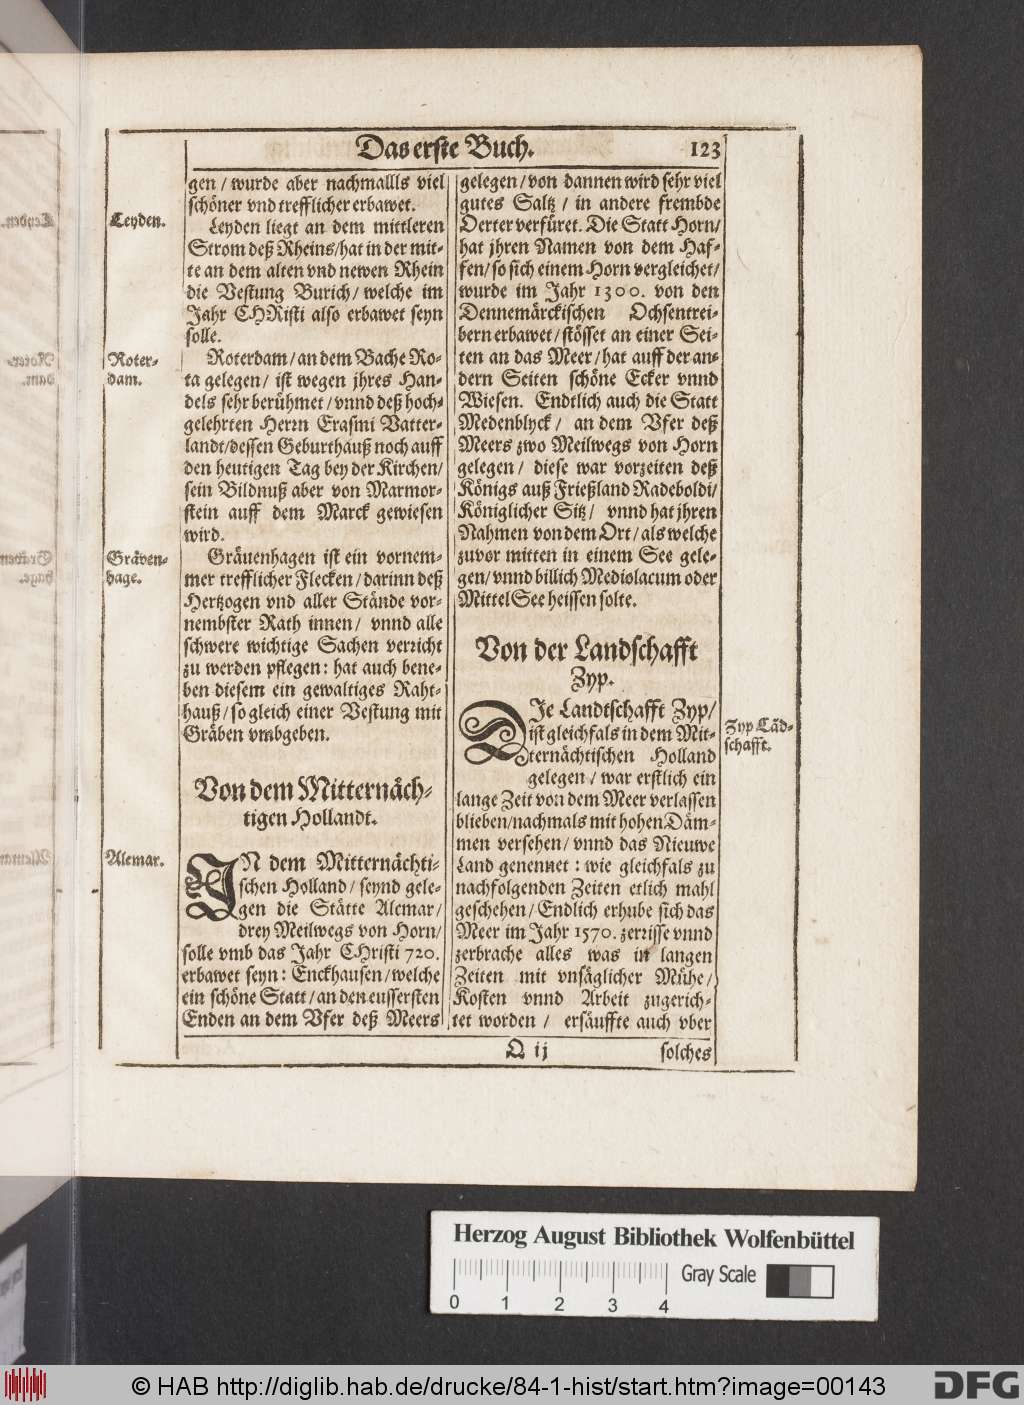 Das erste Buch.
123
gen / wurde aber nachmallls viel
schöner vnd trefflicher erbawet.
Leyden.
Leyden liegt an dem mittleren
Strom deß Rheins / hat in der mit-
te an dem alten vnd newen Rhein
die Vestung Burich / welche im
Jahr CHRisti also erbawet seyn
solle.
Roter-
dam.
Roterdam / an dem Bache Ro-
ta gelegen / ist wegen jhres Han-
dels sehr berühmet / vnnd deß hoch-
gelehrten Herrn Erasmi Vatter-
landt / dessen Geburthauß noch auff
den heutigen Tag bey der Kirchen /
sein Bildnuß aber von Marmor-
stein auff dem Marck gewiesen
wird.
Gräven-
hage.
Gräuenhagen ist ein vornem-
mer trefflicher Flecken / darinn deß
Hertzogen vnd aller Stände vor-
nembster Rath innen / vnnd alle
schwere wichtige Sachen verricht
zu werden pflegen : hat auch bene-
ben diesem ein gewaltiges Raht-
hauß / so gleich einer Vestung mit
Gräben vmbgeben.
Von dem Mitternäch-
tigen Hollandt.
Alemar.
IN dem Mitternächti-
schen Holland / seynd gele-
gen die Stätte Alemar /
drey Meilwegs von Horn /
solle vmb das Jahr CHristi 720.
erbawet seyn : Enckhausen / welche
ein schöne Statt / an den eussersten
Enden an dem Vfer deß Meers
gelegen / von dannen wird sehr viel
gutes Saltz / in andere frembde
Oerter verfüret. Die Statt Horn /
hat jhren Namen von dem Haf-
fen / so sich einem Horn vergleichet /
wurde im Jahr 1300. von den
Dennemärckischen Ochsentrei-
bern erbawet / stösset an einer Sei-
ten an das Meer / hat auff der an-
dern Seiten schöne Ecker vnnd
Wiesen. Endtlich auch die Statt
Medenblyck / an dem Vfer deß
Meers zwo Meilwegs von Horn
gelegen / diese war vorzeiten deß
Königs auß Frießland Radeboldi /
Königlicher Sitz / vnnd hat jhren
Nahmen von dem Ort / als welche
zuvor mitten in einem See gele-
gen / vnnd billich Mediolacum oder
MittelSee heissen solte.
Von der Landschafft
Zyp.
Zyp Läd-
schafft.
DIe Landtschafft Zyp /
ist gleichfals in dem Mit-
ternächtischen Holland
gelegen / war erstlich ein
lange Zeit von dem Meer verlassen
blieben / nachmals mit hohen Däm-
men versehen / vnnd das Nieuwe
Land genennet : wie gleichfals zu
nachfolgenden Zeiten etlich mahl
geschehen / Endlich erhube sich das
Meer im Jahr 1570. zerrisse vnnd
zerbrache alles was in langen
Zeiten mit vnsäglicher Mühe /
Kosten vnnd Arbeit zugerich-
tet worden / ersäuffte auch vber
Q ij
solches
Herzog August Bibliothek Wolfenbüttel
Gray Scale
0 1 2 3 4
© HAB http://diglib.hab.de/drucke/84-1-hist/start.htm?image=00143
DFG